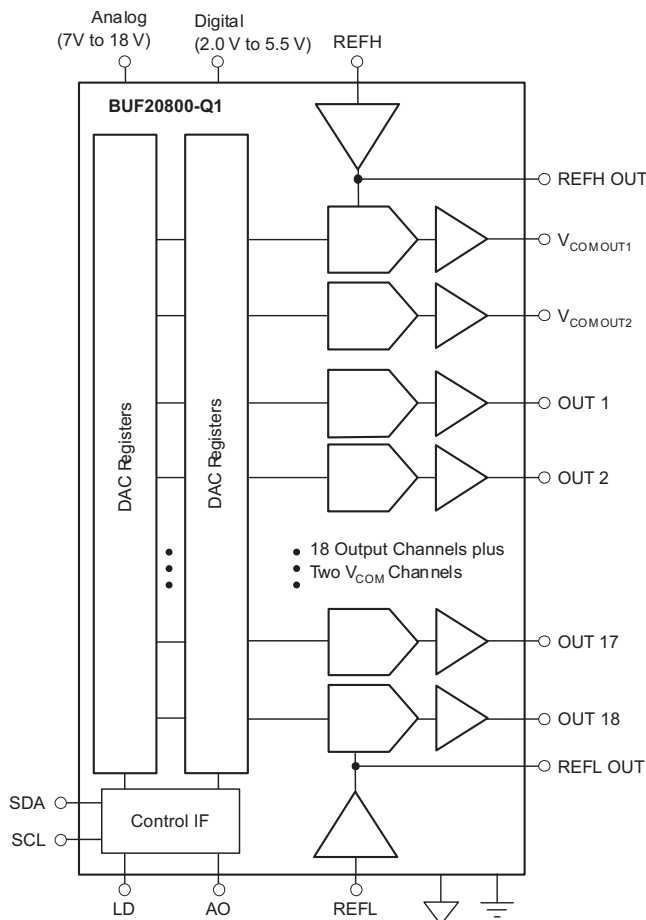 Analog
(7V to 18 V)
Digital
(2.0 V to 5.5 V)
REFH
BUF20800-Q1
REFH OUT
VCOMOUT1
VCOMOUT2
OUT 1
OUT 2
DAC Registers
DAC Registers
18 Output Channels plus
Two VCOM Channels
OUT 17
OUT 18
REFL OUT
SDA
SCL
Control IF
LD
AO
REFL